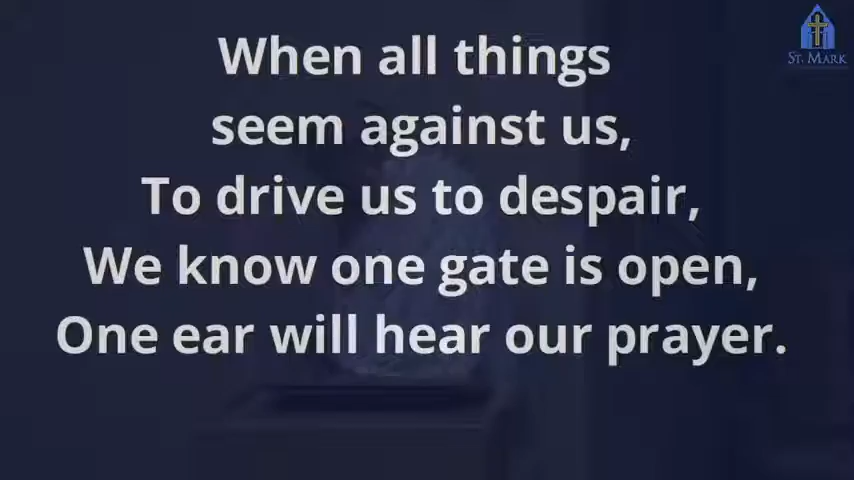 When all things
seem against us,
To drive us to despair,
We know one gate is open,
One ear will hear our prayer.
ST. MARK